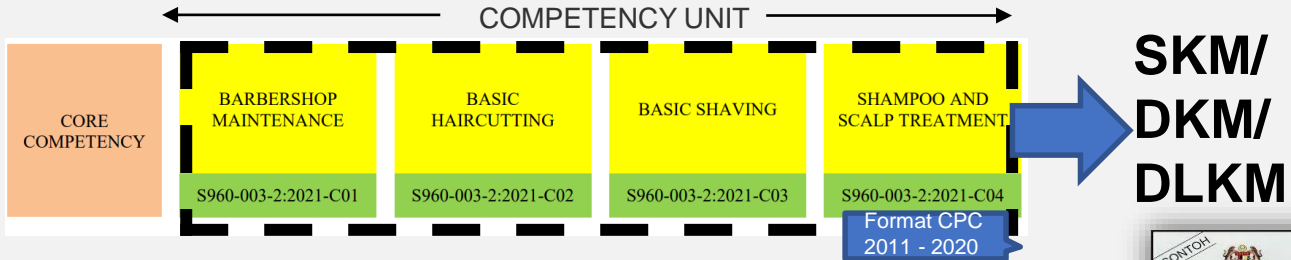 COMPETENCY UNIT
CORE
COMPETENCY
BARBERSHOP
MAINTENANCE
S960-003-2:2021-C01
BASIC
HAIRCUTTING
S960-003-2:2021-C02
BASIC SHAVING
S960-003-2:2021-C03
SHAMPOO AND
SCALP TREATMENT
S960-003-2:2021-C04
Format CPC
2011 - 2020
SKM/
DKM/
DLKM
CONTOH